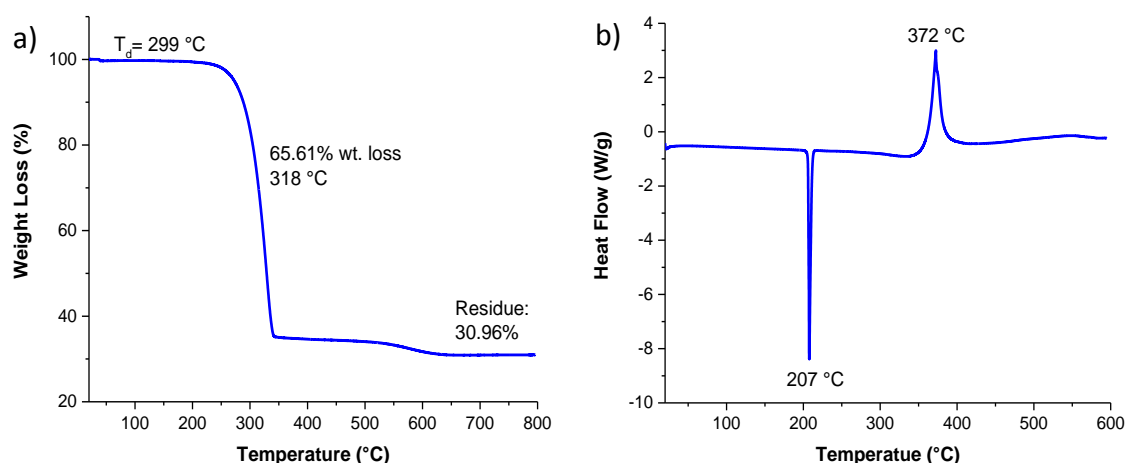 a)
T_d= 299 °C
65.61% wt. loss
318 °C
Residue:
30.96%
100
80
60
40
20
100 200 300 400 500 600 700 800
Weight Loss (%)
Temperature (°C)
b)
372 °C
207 °C
4
2
0
-2
-4
-6
-8
-10
100 200 300 400 500 600
Heat Flow (W/g)
Temperatue (°C)